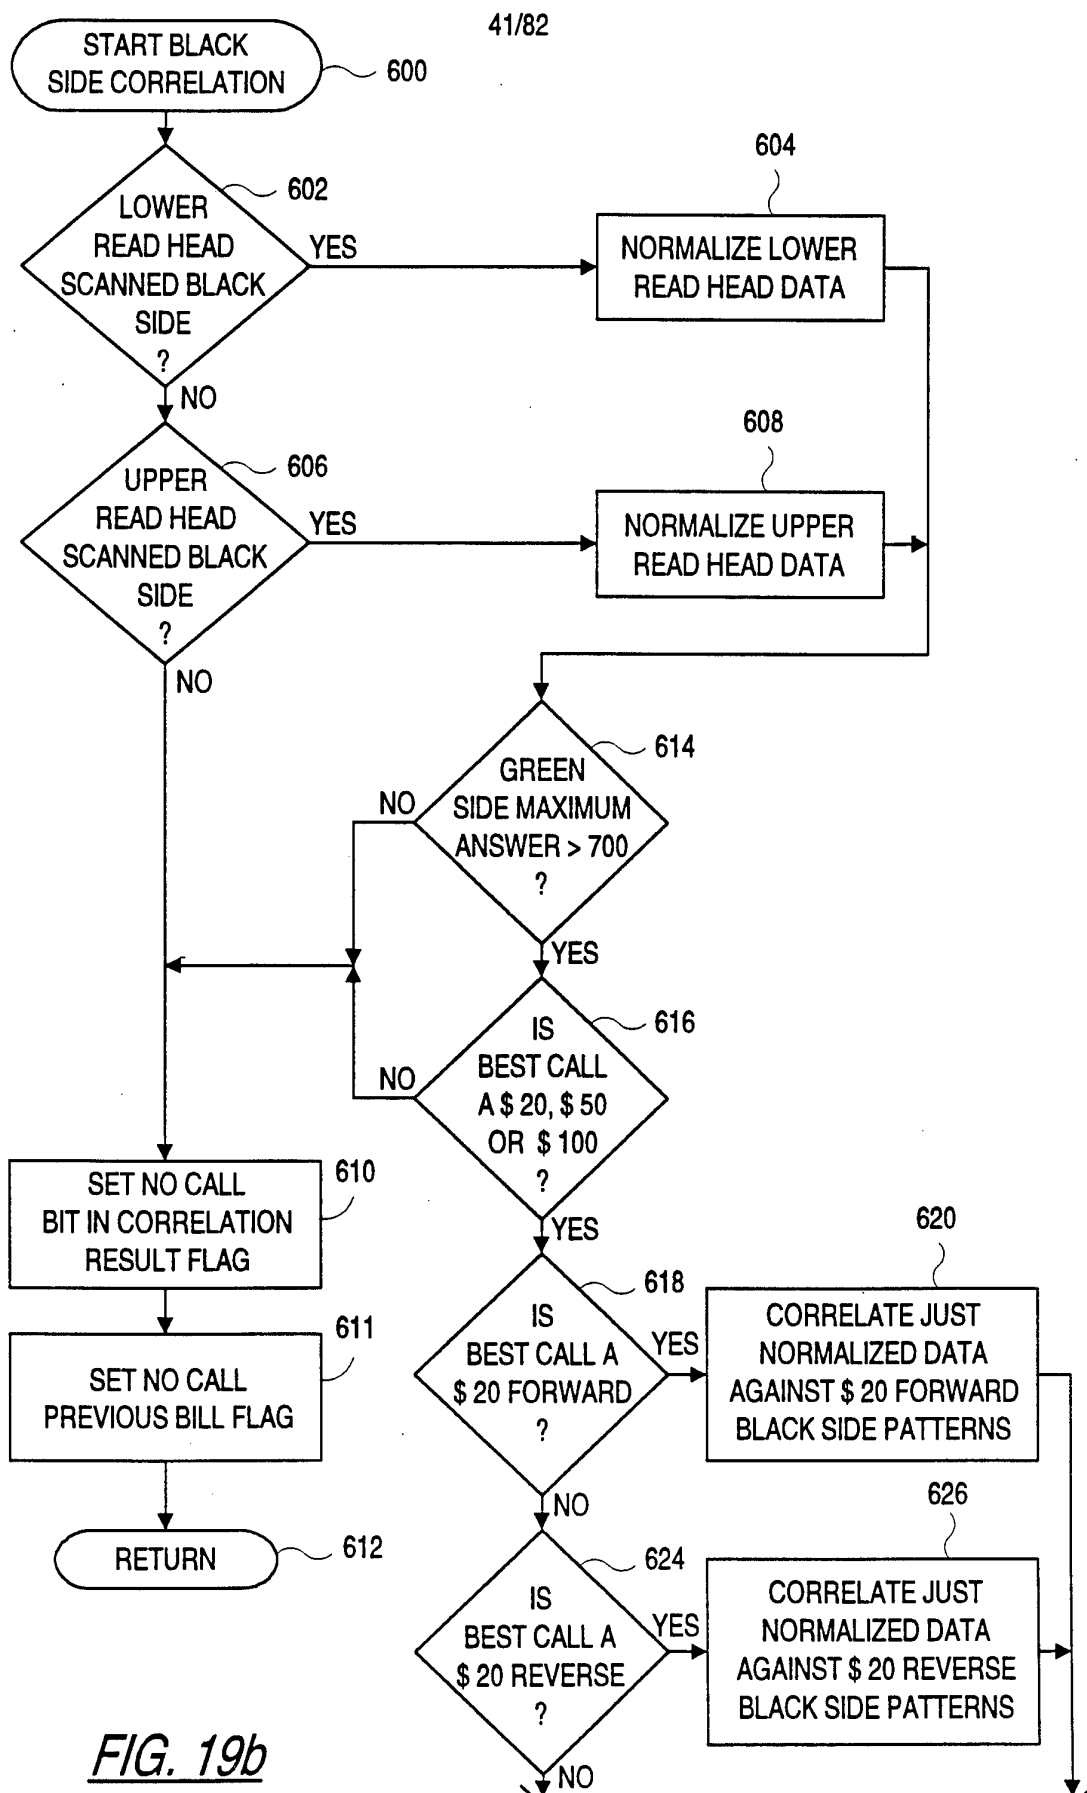 41/82
START BLACK
SIDE CORRELATION
600
602
LOWER
READ HEAD
SCANNED BLACK
SIDE
?
YES
NO
604
NORMALIZE LOWER
READ HEAD DATA
606
UPPER
READ HEAD
SCANNED BLACK
SIDE
?
YES
NO
608
NORMALIZE UPPER
READ HEAD DATA
614
GREEN
SIDE MAXIMUM
ANSWER > 700
?
NO
YES
616
IS
BEST CALL
A $ 20, $ 50
OR $ 100
?
NO
YES
610
SET NO CALL
BIT IN CORRELATION
RESULT FLAG
611
SET NO CALL
PREVIOUS BILL FLAG
RETURN
612
618
IS
BEST CALL A
$ 20 FORWARD
?
YES
NO
620
CORRELATE JUST
NORMALIZED DATA
AGAINST $ 20 FORWARD
BLACK SIDE PATTERNS
624
IS
BEST CALL A
$ 20 REVERSE
?
YES
NO
626
CORRELATE JUST
NORMALIZED DATA
AGAINST $ 20 REVERSE
BLACK SIDE PATTERNS
FIG. 19b